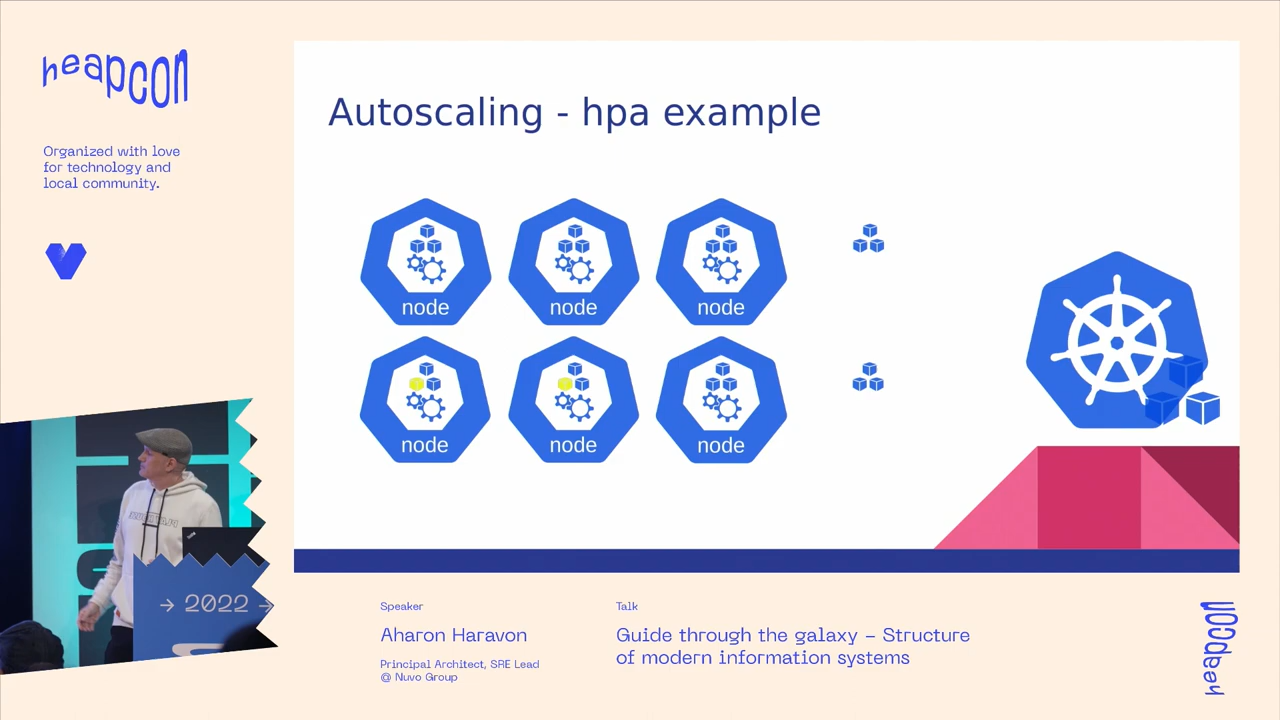 heapcon
Organized with love
for technology and
local community.
Autoscaling - hpa example
node
node
node
node
node
node
→ 2022 →
Speaker
Aharon Haravon
Principal Architect, SRE Lead
@ Nuvo Group
Talk
Guide through the galaxy – Structure
of modern information systems
heapcon